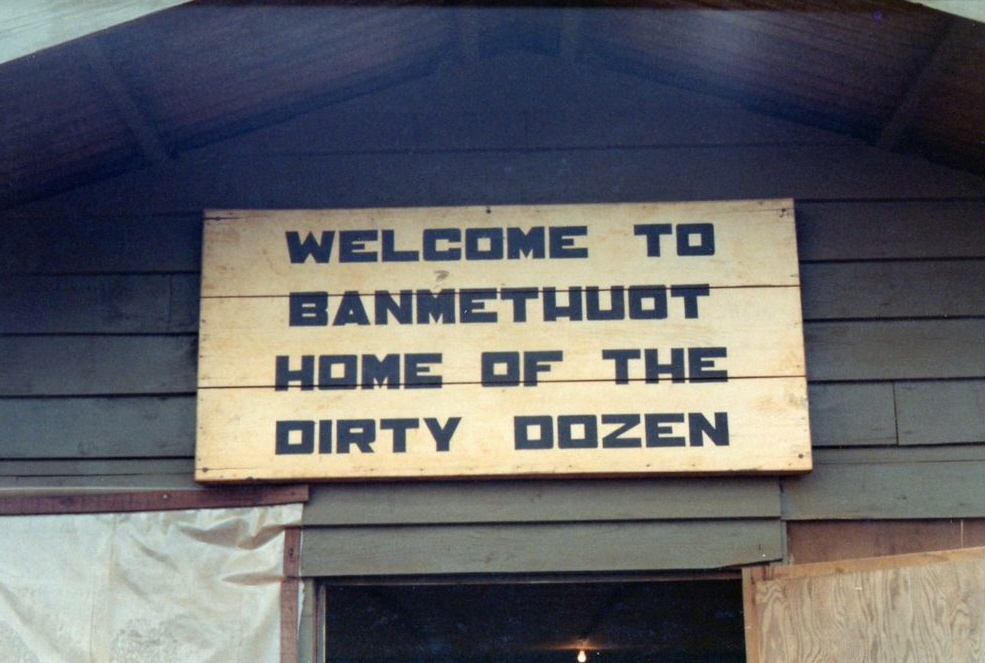 WELCOME TO
BANMETHUOT
HOME OF THE
DIRTY DOZEN